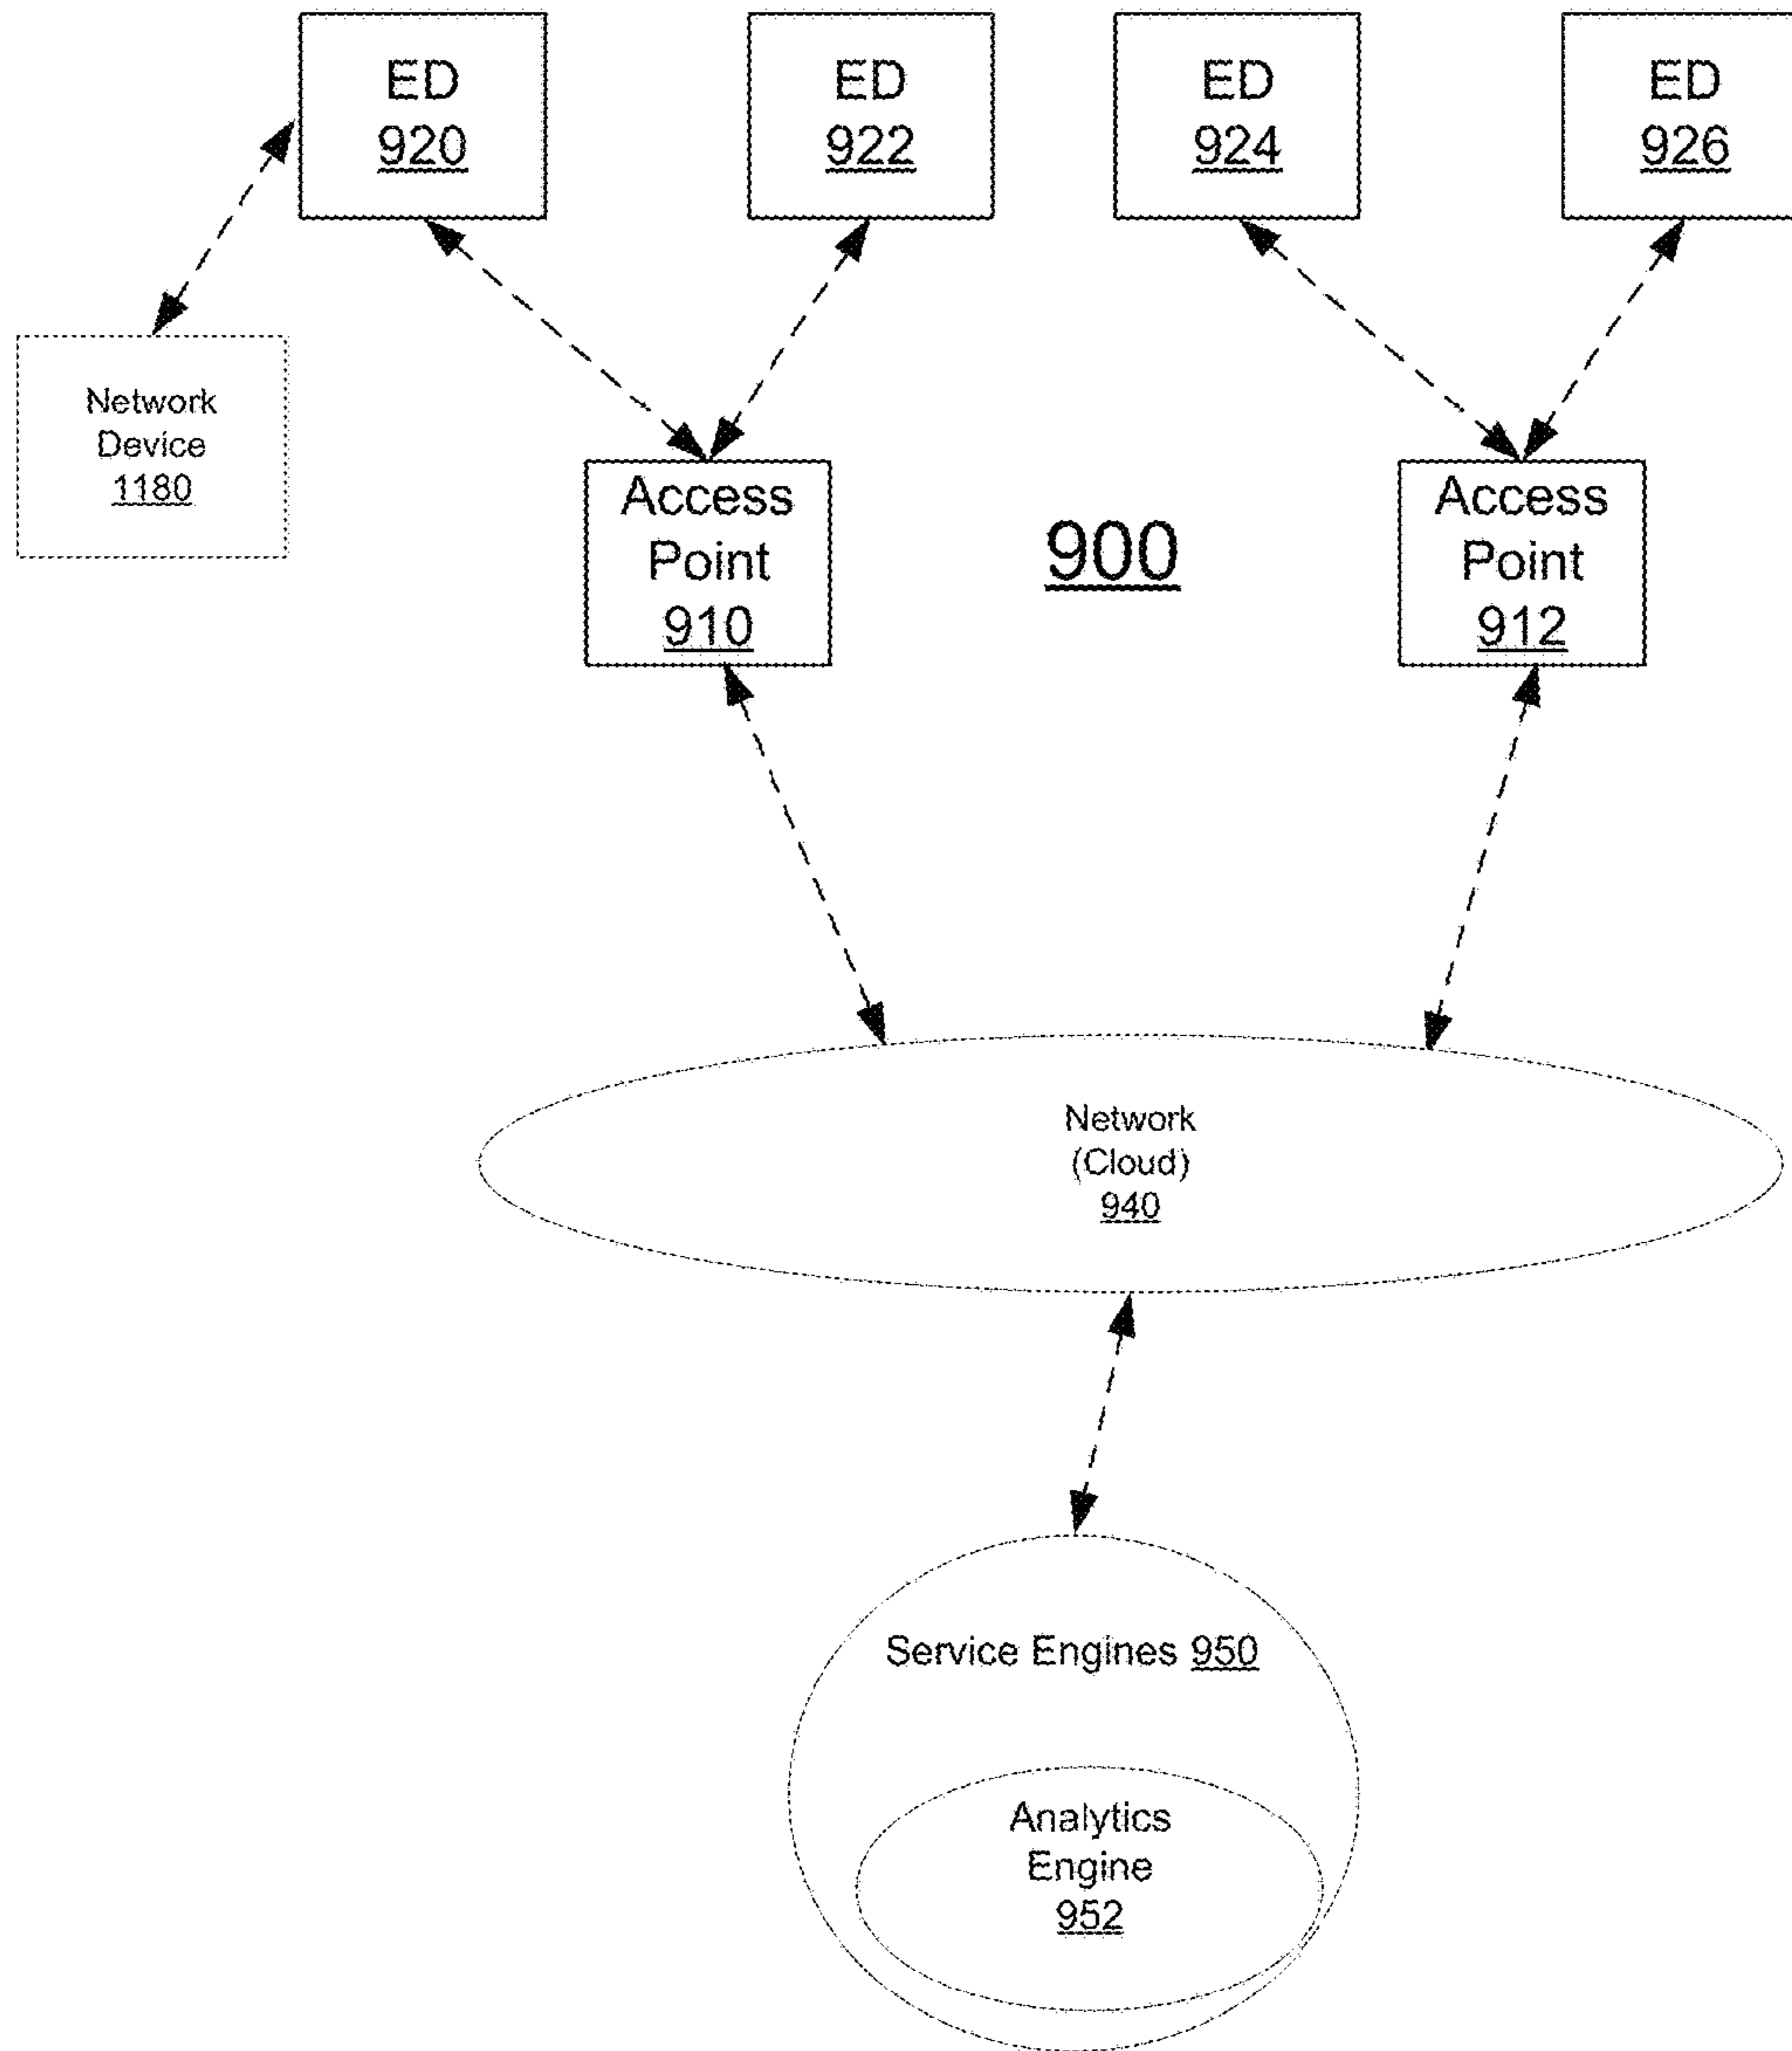 ED
920
ED
922
ED
924
ED
926
Network
Device
1180
Access
Point
910
900
Access
Point
912
Network
(Cloud)
940
Service Engines 950
Analytics
Engine
952